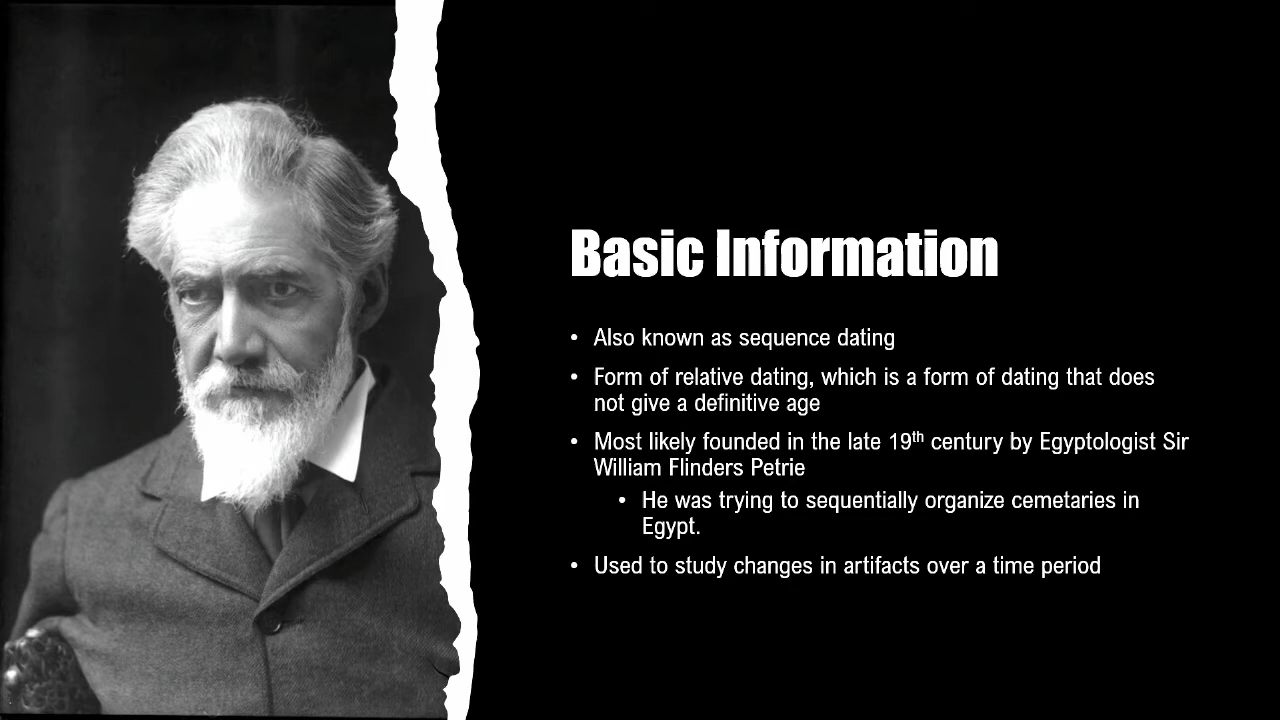 Basic Information
• Also known as sequence dating
• Form of relative dating, which is a form of dating that does
not give a definitive age
• Most likely founded in the late 19th century by Egyptologist Sir
William Flinders Petrie
• He was trying to sequentially organize cemetaries in
Egypt.
• Used to study changes in artifacts over a time period